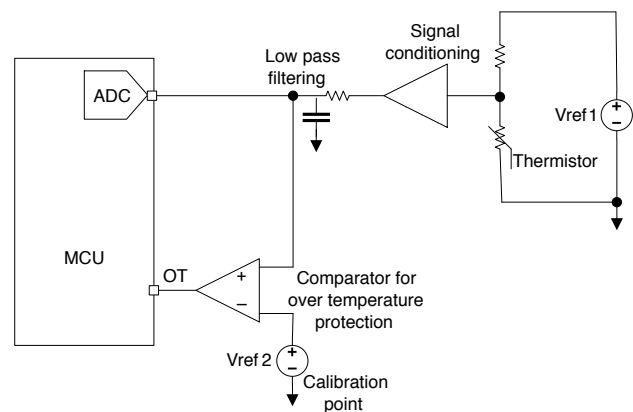 Signal
conditioning
Low pass
filtering
ADC
Vref 1
+
–
Thermistor
MCU
OT
+
–
Comparator for
over temperature
protection
Vref 2
+
–
Calibration
point